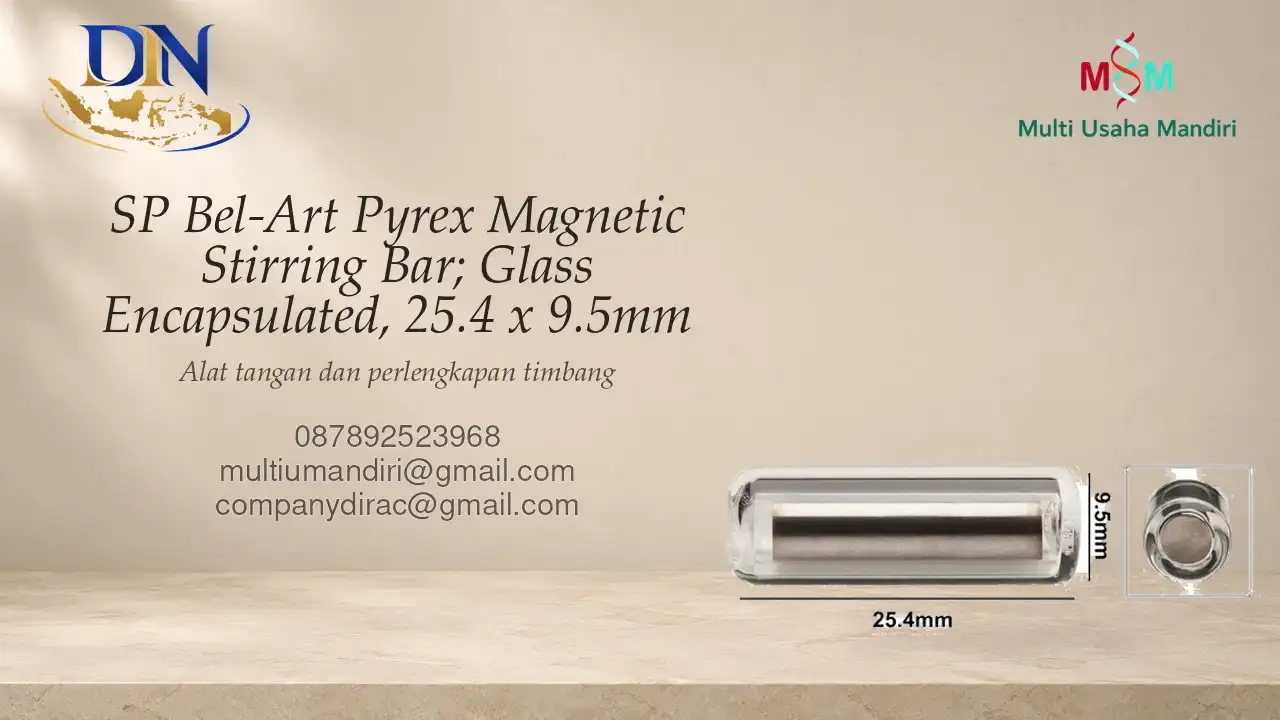 DIN
MSM
Multi Usaha Mandiri
SP Bel-Art Pyrex Magnetic
Stirring Bar; Glass
Encapsulated, 25.4 x 9.5mm
Alat tangan dan perlengkapan timbang
087892523968
multiumandiri@gmail.com
companydirac@gmail.com
9.5mm
25.4mm